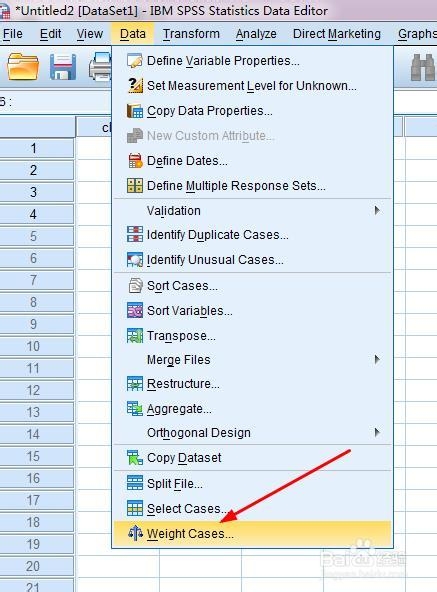 *Untitled2 [DataSet1] - IBM SPSS Statistics Data Editor
File Edit View Data Transform Analyze Direct Marketing Graphs
6 :
Define Variable Properties...
Set Measurement Level for Unknown...
Copy Data Properties...
New Custom Attribute...
Define Dates...
Define Multiple Response Sets...
Validation
Identify Duplicate Cases...
Identify Unusual Cases...
Sort Cases...
Sort Variables...
Transpose...
Merge Files
Restructure...
Aggregate...
Orthogonal Design
Copy Dataset
Split File...
Select Cases...
Weight Cases...
1
2
3
4
5
6
7
8
9
10
11
12
13
14
15
16
17
18
19
20
21
Baidu 经验